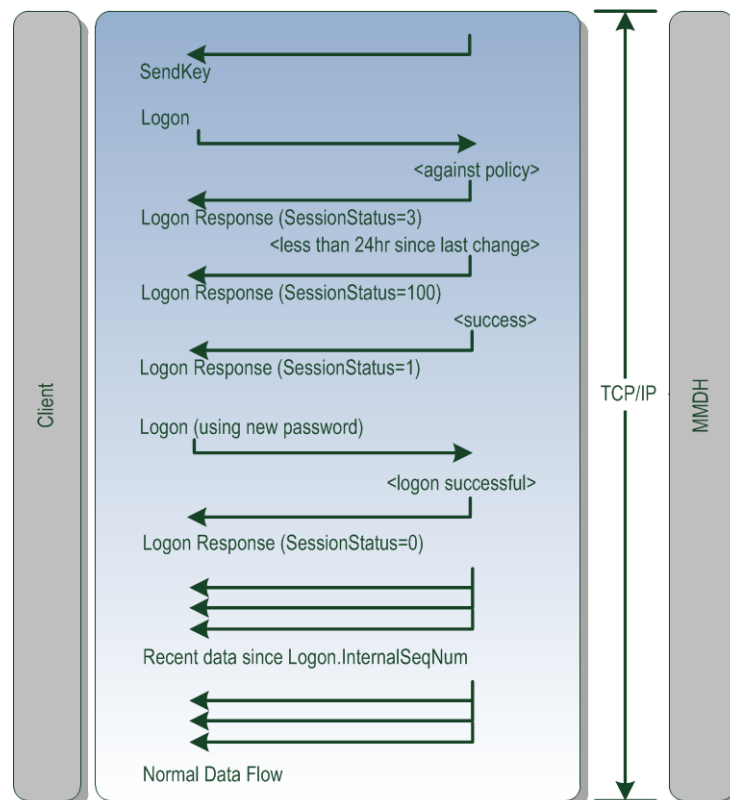 SendKey
Logon
<against policy>
Logon Response (SessionStatus=3)
<less than 24hr since last change>
Logon Response (SessionStatus=100)
<success>
Logon Response (SessionStatus=1)
Client
TCP/IP
MMDH
Logon (using new password)
<logon successful>
Logon Response (SessionStatus=0)
Recent data since Logon.InternalSeqNum
Normal Data Flow